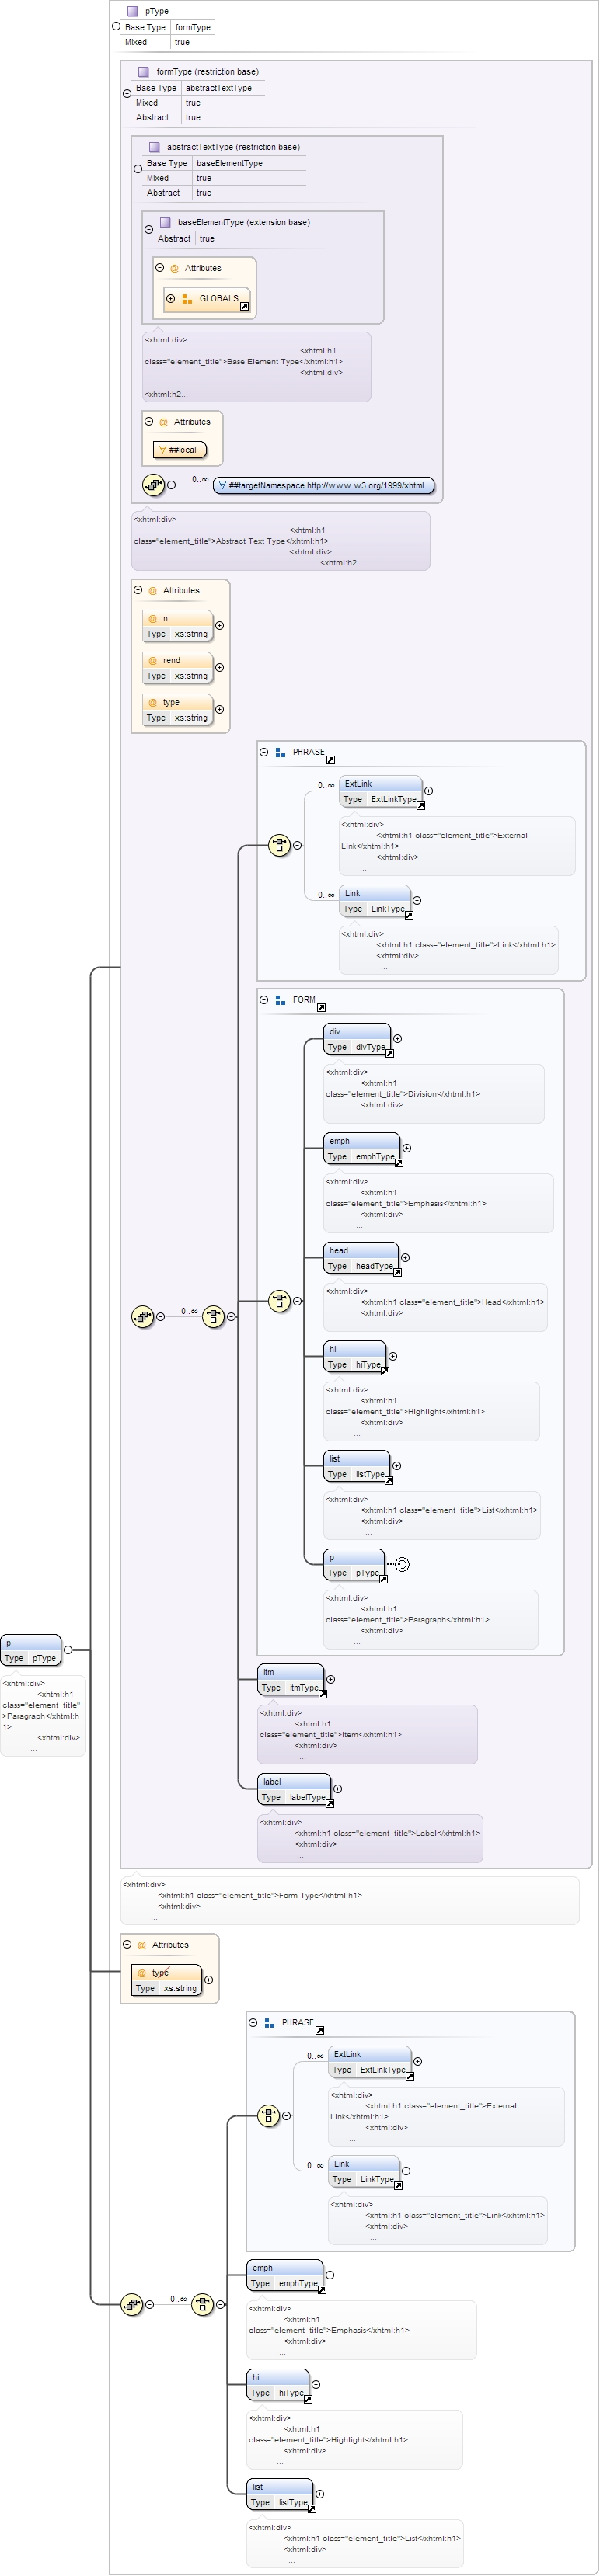 pType
Base Type formType
Mixed true
formType (restriction base)
Base Type abstractTextType
Mixed true
Abstract true
abstractTextType (restriction base)
Base Type baseElementType
Mixed true
Abstract true
baseElementType (extension base)
Abstract true
@ Attributes
GLOBALS
<xhtml:div>
<xhtml:h1
class="element_title">Base Element Type</xhtml:h1>
<xhtml:div>
<xhtml:h2...
@ Attributes
##local
0..∞ ##targetNamespace http://www.w3.org/1999/xhtml
<xhtml:div>
<xhtml:h1
class="element_title">Abstract Text Type</xhtml:h1>
<xhtml:div>
<xhtml:h2...
@ Attributes
@ n
Type xs:string
@ rend
Type xs:string
@ type
Type xs:string
PHRASE
0..∞ ExtLink
Type ExtLinkType
<xhtml:div>
<xhtml:h1 class="element_title">External
Link</xhtml:h1>
<xhtml:div>
...
0..∞ Link
Type LinkType
<xhtml:div>
<xhtml:h1 class="element_title">Link</xhtml:h1>
<xhtml:div>
...
FORM
div
Type divType
<xhtml:div>
<xhtml:h1
class="element_title">Division</xhtml:h1>
<xhtml:div>
...
emph
Type emphType
<xhtml:div>
<xhtml:h1
class="element_title">Emphasis</xhtml:h1>
<xhtml:div>
...
head
Type headType
<xhtml:div>
<xhtml:h1 class="element_title">Head</xhtml:h1>
<xhtml:div>
...
0..∞
hi
Type hiType
<xhtml:div>
<xhtml:h1
class="element_title">Highlight</xhtml:h1>
<xhtml:div>
...
list
Type listType
<xhtml:div>
<xhtml:h1 class="element_title">List</xhtml:h1>
<xhtml:div>
...
p
Type pType
<xhtml:div>
<xhtml:h1
class="element_title">Paragraph</xhtml:h1>
<xhtml:div>
...
p
Type pType
<xhtml:div>
<xhtml:h1
class="element_title"
>Paragraph</xhtml:h
1>
<xhtml:div>
...
itm
Type itmType
<xhtml:div>
<xhtml:h1
class="element_title">Item</xhtml:h1>
<xhtml:div>
...
label
Type labelType
<xhtml:div>
<xhtml:h1 class="element_title">Label</xhtml:h1>
<xhtml:div>
...
<xhtml:div>
<xhtml:h1 class="element_title">Form Type</xhtml:h1>
<xhtml:div>
...
@ Attributes
@ type
Type xs:string
PHRASE
0..∞ ExtLink
Type ExtLinkType
<xhtml:div>
<xhtml:h1 class="element_title">External
Link</xhtml:h1>
<xhtml:div>
...
0..∞ Link
Type LinkType
<xhtml:div>
<xhtml:h1 class="element_title">Link</xhtml:h1>
<xhtml:div>
...
emph
Type emphType
0..∞
<xhtml:div>
<xhtml:h1
class="element_title">Emphasis</xhtml:h1>
<xhtml:div>
...
hi
Type hiType
<xhtml:div>
<xhtml:h1
class="element_title">Highlight</xhtml:h1>
<xhtml:div>
...
list
Type listType
<xhtml:div>
<xhtml:h1 class="element_title">List</xhtml:h1>
<xhtml:div>
...